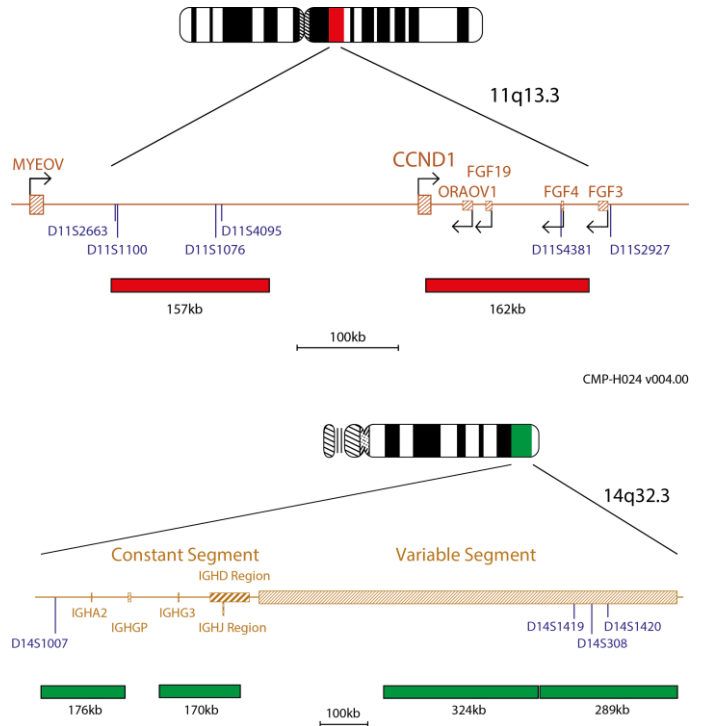 11q13.3
MYEOV
CCND1
FGF19
ORAOV1
FGF4
FGF3
D11S2663
D11S4095
D11S1100
D11S1076
D11S4381
D11S2927
157kb
162kb
100kb
CMP-H024 v004.00
14q32.3
Constant Segment
Variable Segment
IGHD Region
IGHA2
IGHG3
IGHGP
IGHJ Region
D14S1007
D14S1419
D14S1420
D14S308
176kb
170kb
324kb
289kb
100kb